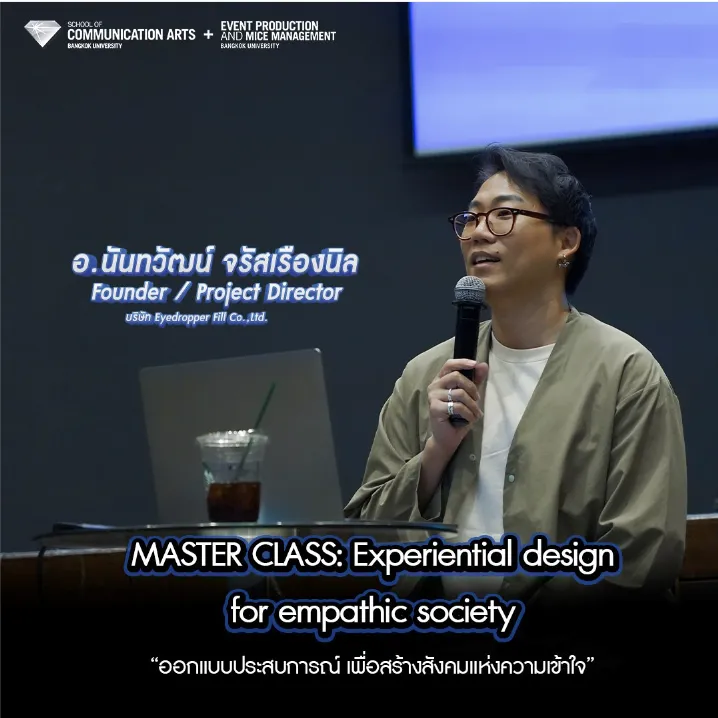 SCHOOL OF
COMMUNICATION ARTS
BANGKOK UNIVERSITY
+
EVENT PRODUCTION
AND MICE MANAGEMENT
BANGKOK UNIVERSITY
อ.นันทวัฒน์ จรัสเรืองนิล
Founder / Project Director
บริษัท Eyedropper Fill Co.,Ltd.
MASTER CLASS: Experiential design
for empathic society
“ออกแบบประสบการณ์ เพื่อสร้างสังคมแห่งความเข้าใจ”